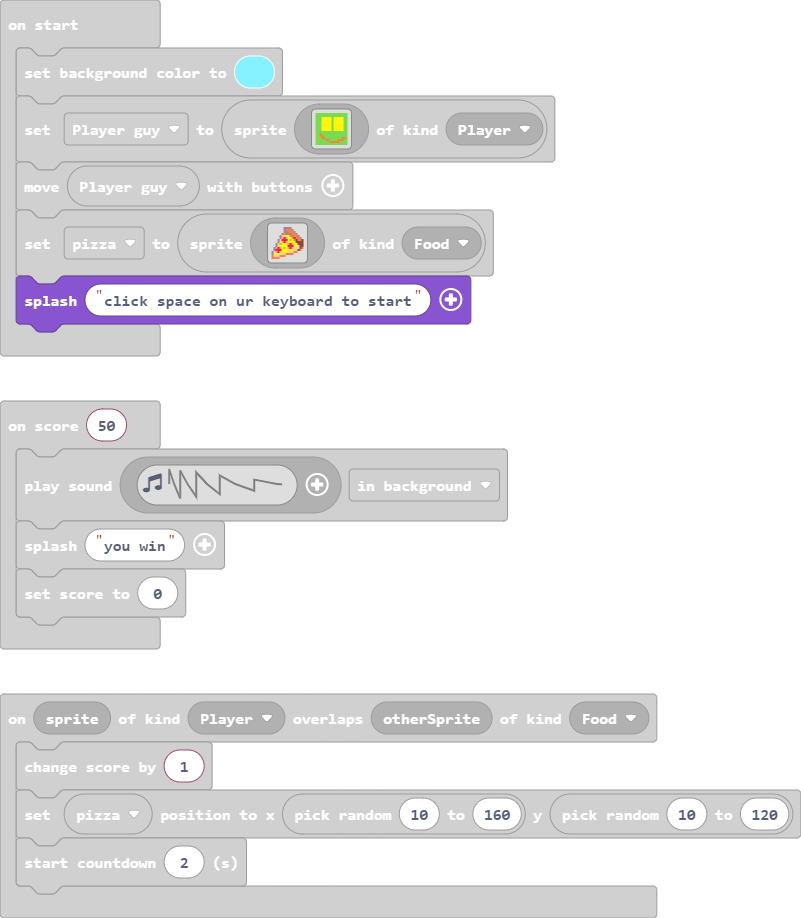 on start
set background color to
set Player guy to sprite of kind Player
move Player guy with buttons
set pizza to sprite of kind Food
splash "click space on ur keyboard to start"
on score 50
play sound in background
splash "you win"
set score to 0
on sprite of kind Player overlaps otherSprite of kind Food
change score by 1
set pizza position to x pick random 10 to 160 y pick random 10 to 120
start countdown 2 (s)